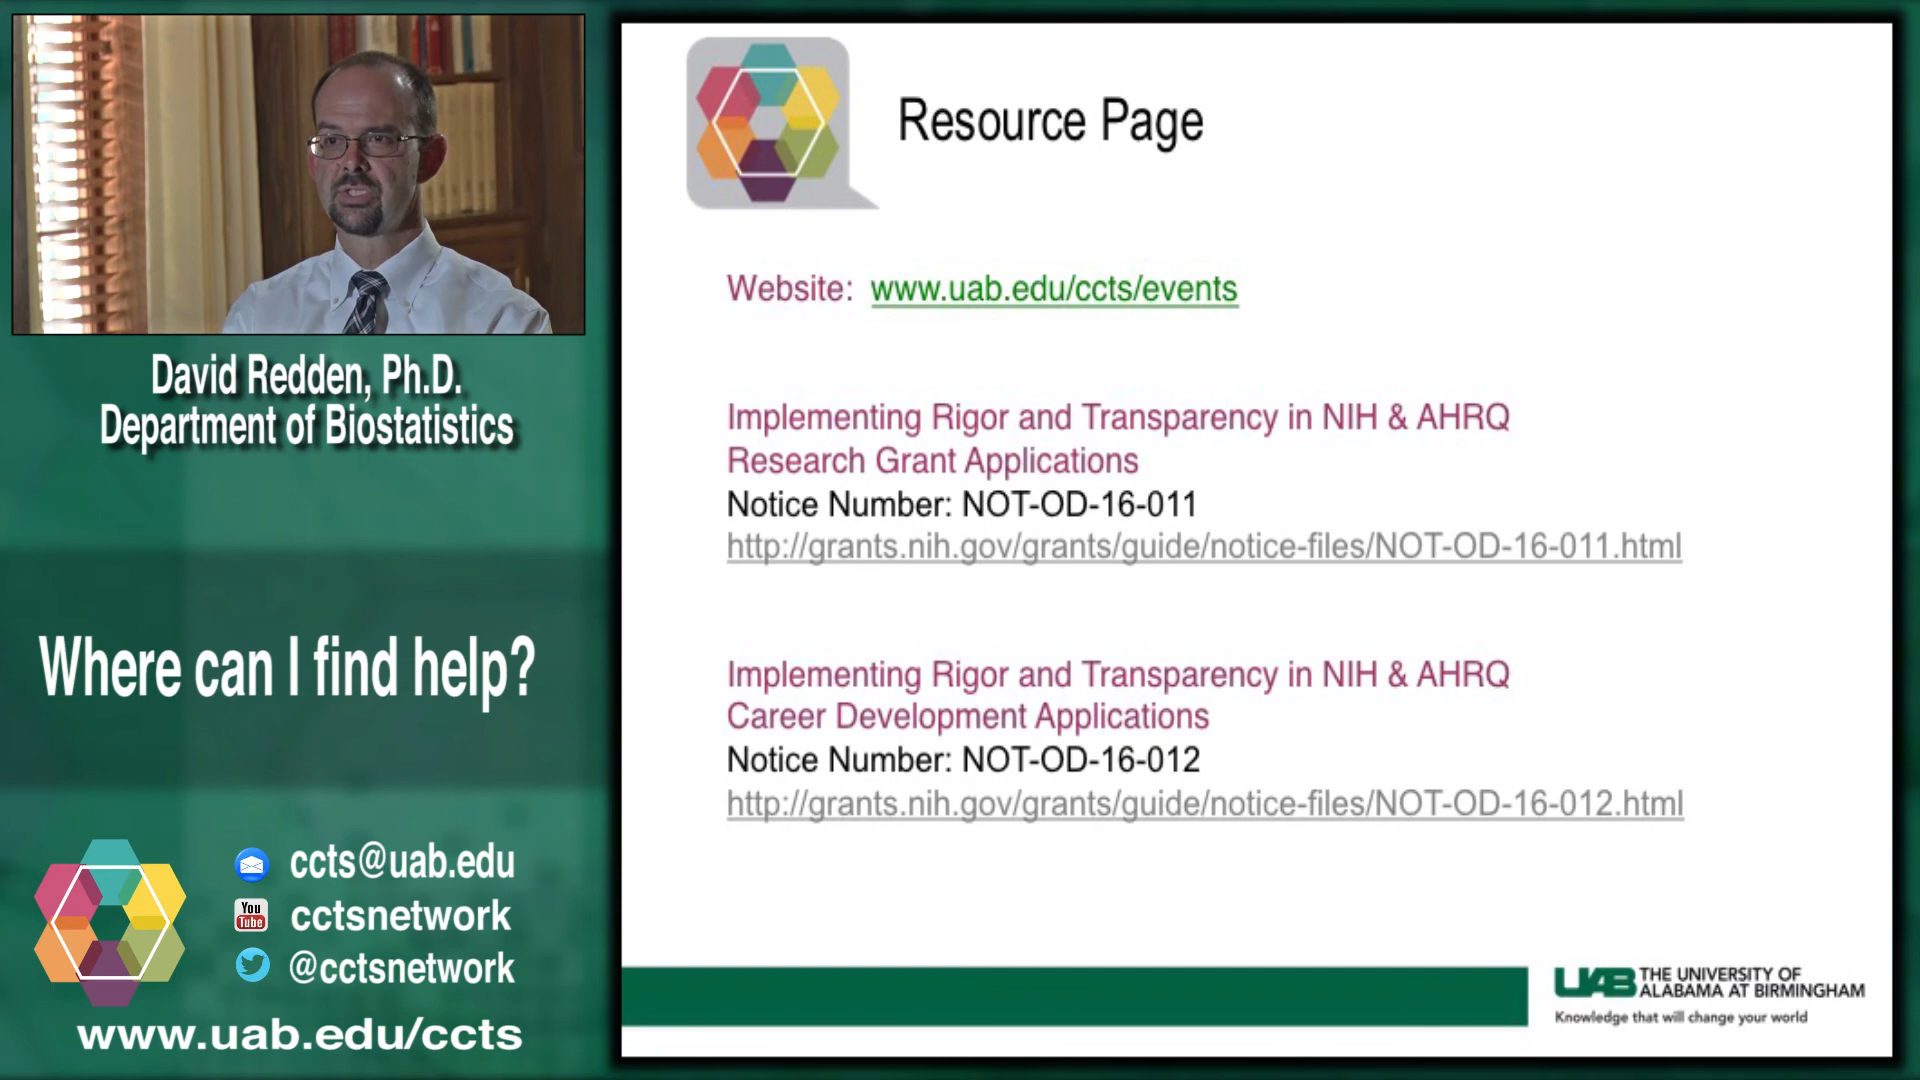 David Redden, Ph.D.
Department of Biostatistics
Where can I find help?
ccts@uab.edu
You
Tube
cctsnetwork
@cctsnetwork
www.uab.edu/ccts
Resource Page
Website: www.uab.edu/ccts/events
Implementing Rigor and Transparency in NIH & AHRQ
Research Grant Applications
Notice Number: NOT-OD-16-011
http://grants.nih.gov/grants/guide/notice-files/NOT-OD-16-011.html
Implementing Rigor and Transparency in NIH & AHRQ
Career Development Applications
Notice Number: NOT-OD-16-012
http://grants.nih.gov/grants/guide/notice-files/NOT-OD-16-012.html
UAB THE UNIVERSITY OF
ALABAMA AT BIRMINGHAM
Knowledge that will change your world